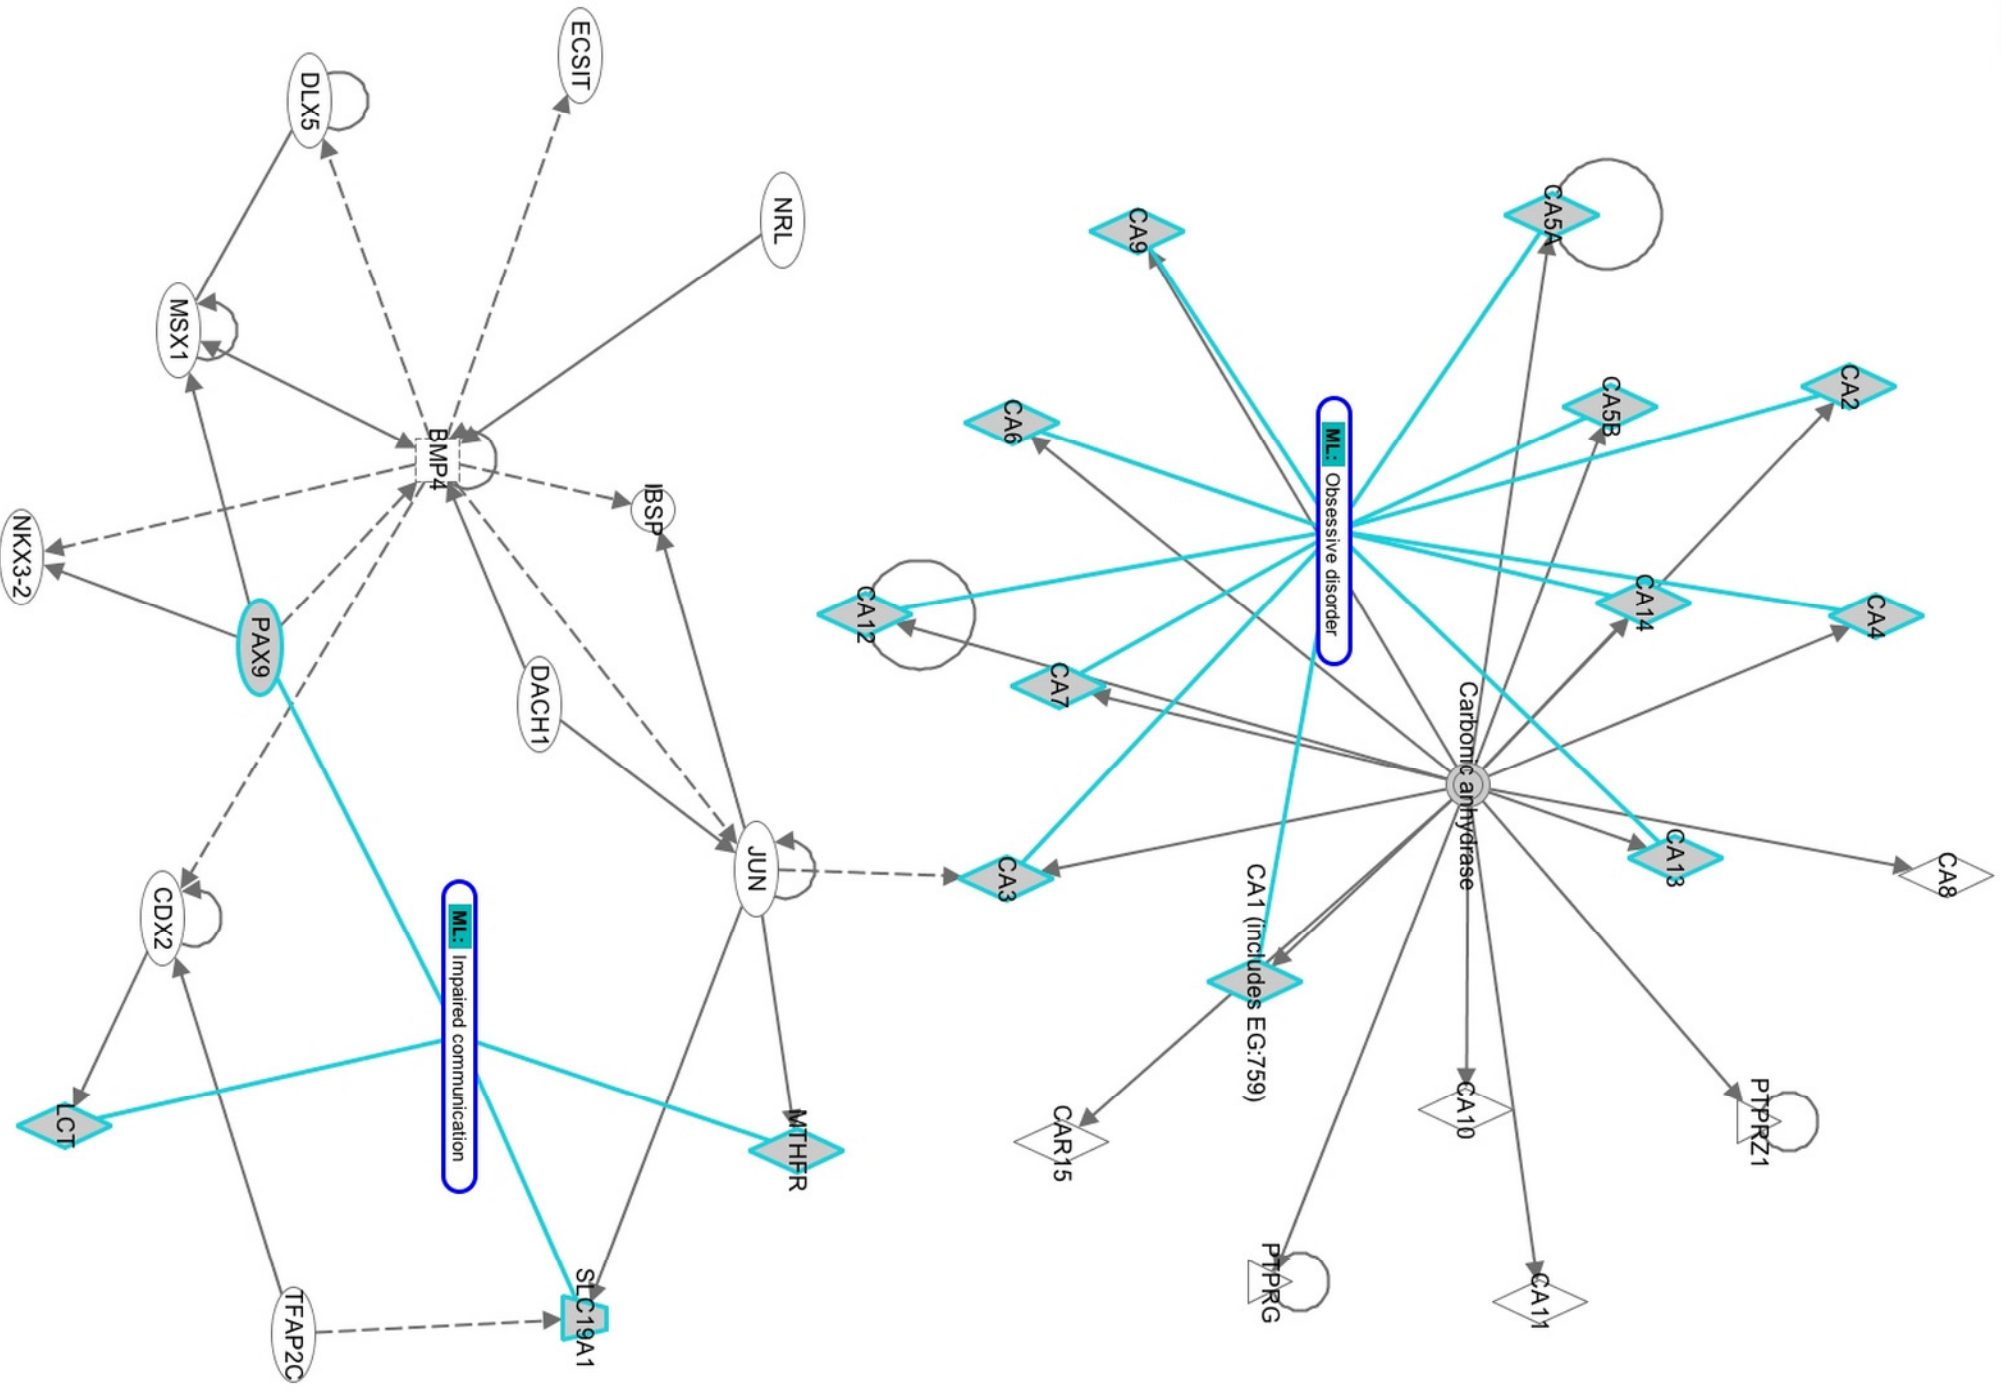 ECSIT
DLX5
NRL
CA5A
CA9
MSX1
CA2
CA5B
CA6
ML: Obsessive disorder
BMP4
IBSP
NKX3-2
CA14
CA12
CA4
PAX9
CA7
DACH1
Carbonic anhydrase
JUN
CA3
CA13
CA8
CDX2
CA1 (includes EG:759)
ML: Impaired communication
LCT
MTHFR
CAR15
CA10
PTPRZ1
PTPRG
CA11
SLC19A1
TFAP2C